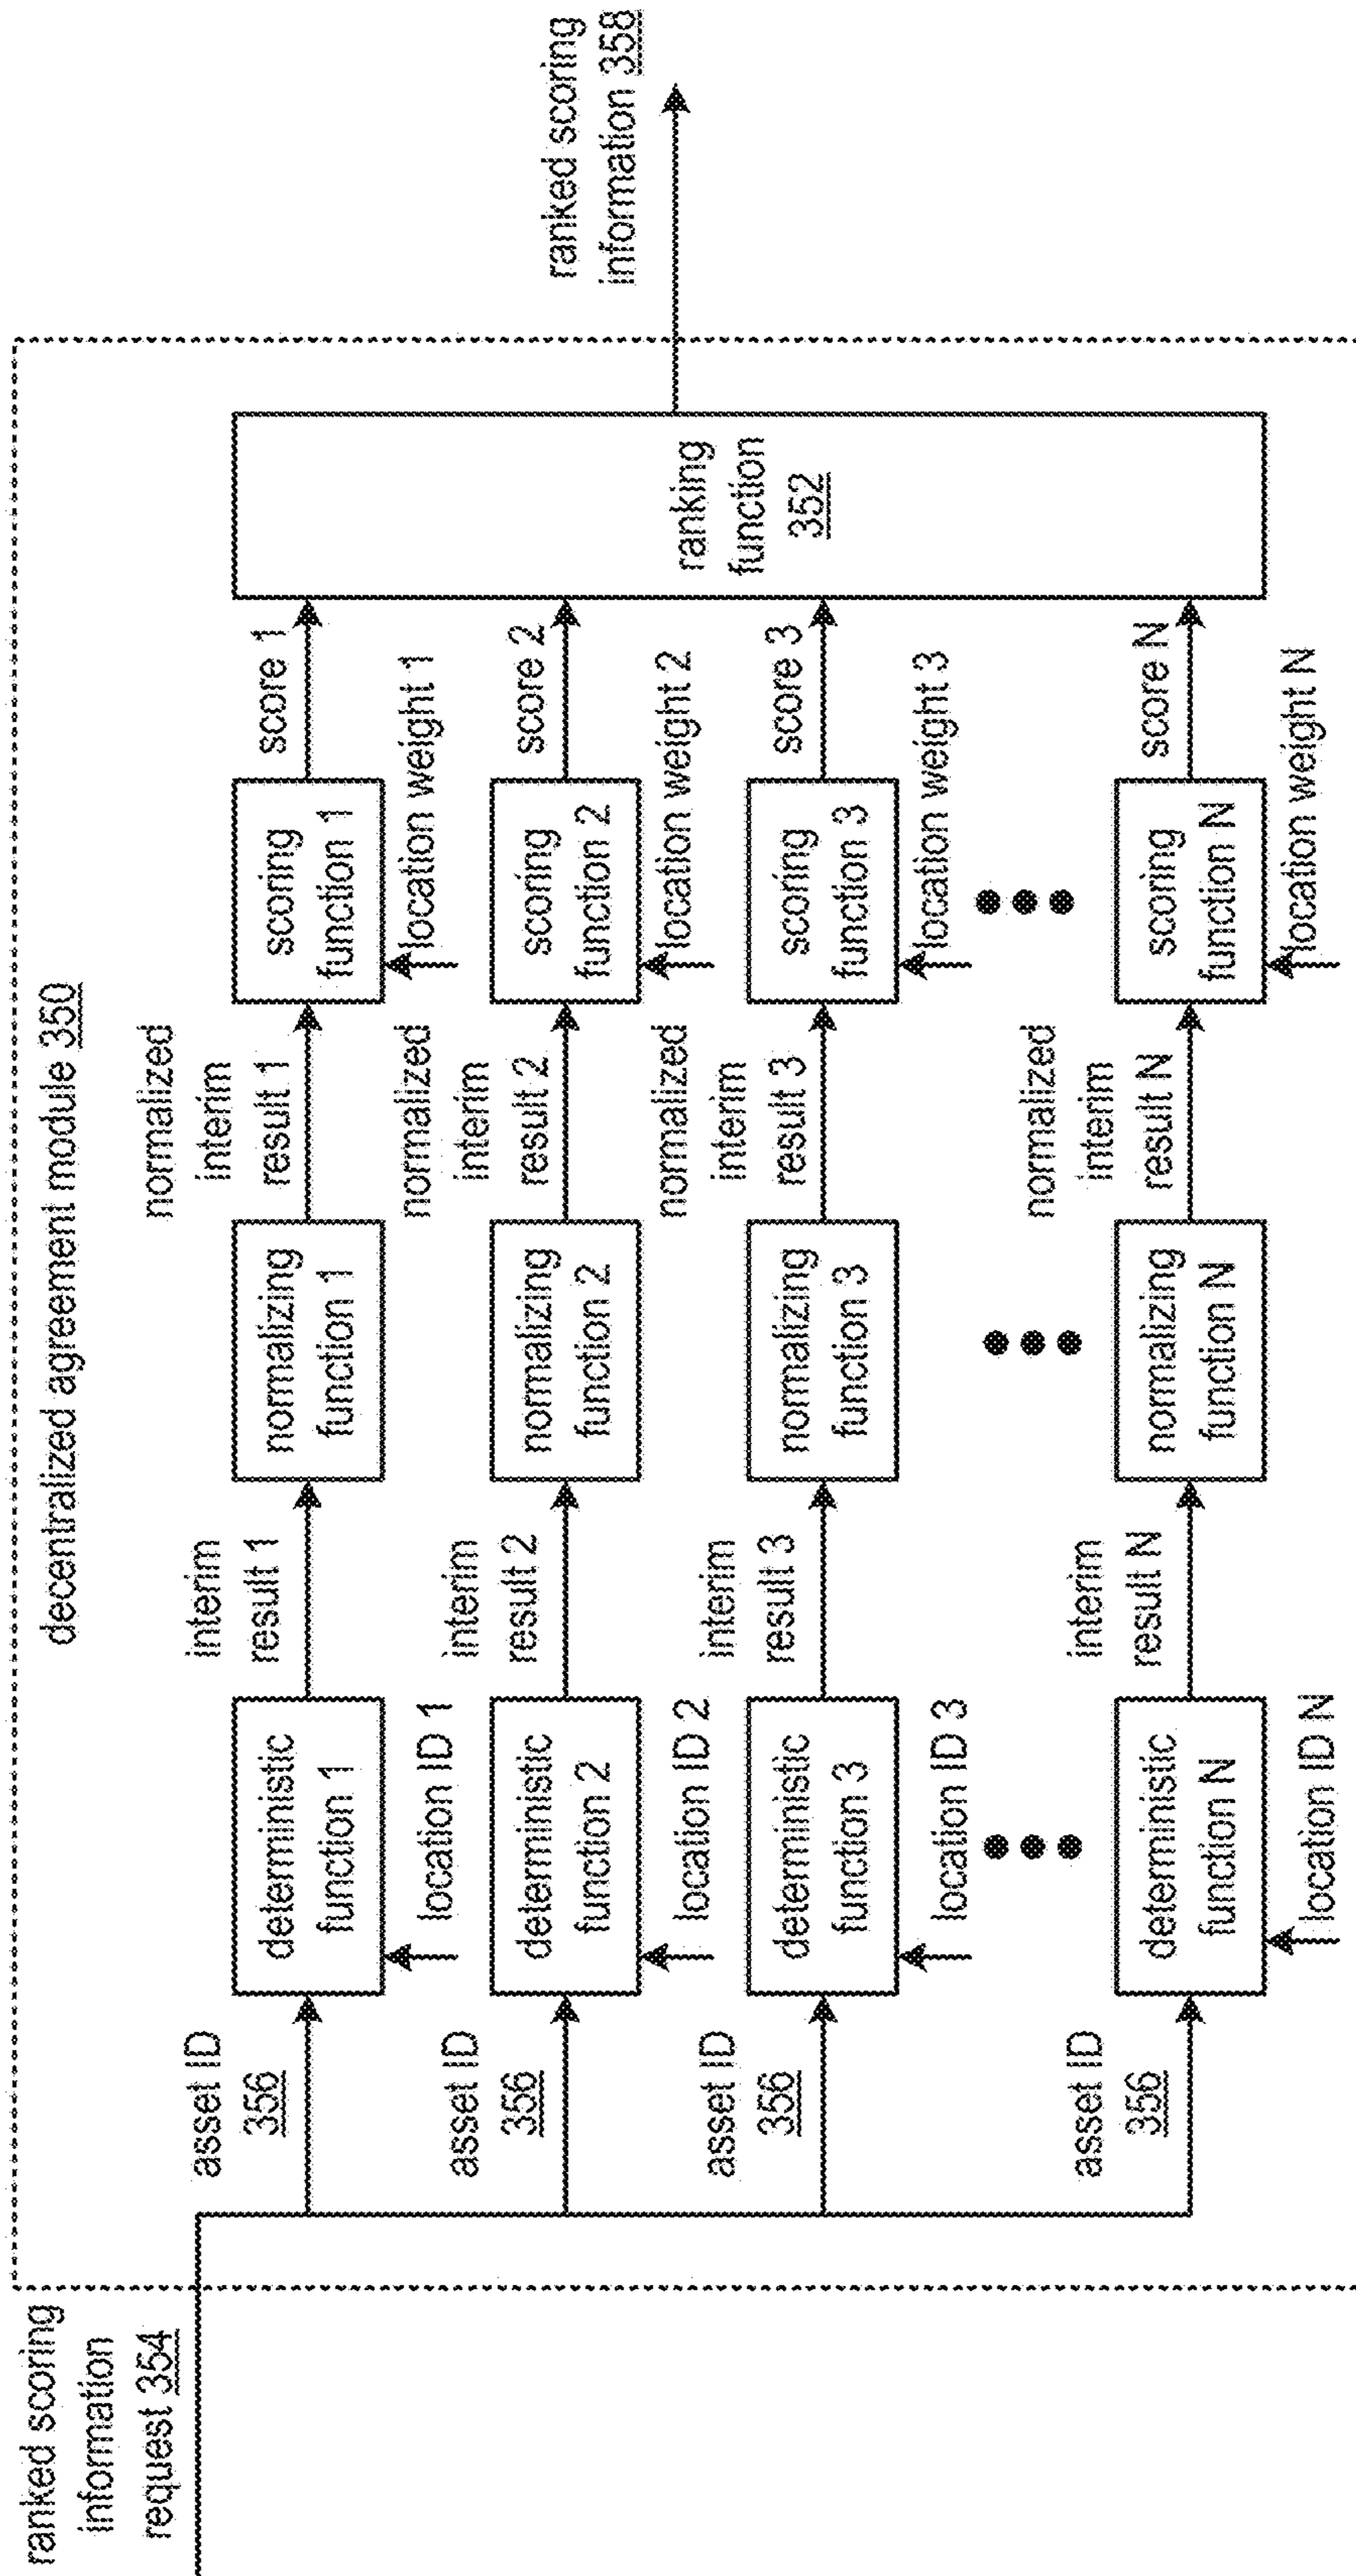 ranked scoring
information
request 354
decentralized agreement module 350
asset ID
356
deterministic
function 1
location ID 1
interim
result 1
normalizing
function 1
normalized
interim
result 1
scoring
function 1
location weight 1
score 1
asset ID
356
deterministic
function 2
location ID 2
interim
result 2
normalizing
function 2
normalized
interim
result 2
scoring
function 2
location weight 2
score 2
asset ID
356
deterministic
function 3
location ID 3
interim
result 3
normalizing
function 3
normalized
interim
result 3
scoring
function 3
location weight 3
score 3
asset ID
356
deterministic
function N
location ID N
interim
result N
normalizing
function N
normalized
interim
result N
scoring
function N
location weight N
score N
ranking
function
352
ranked scoring
information 358